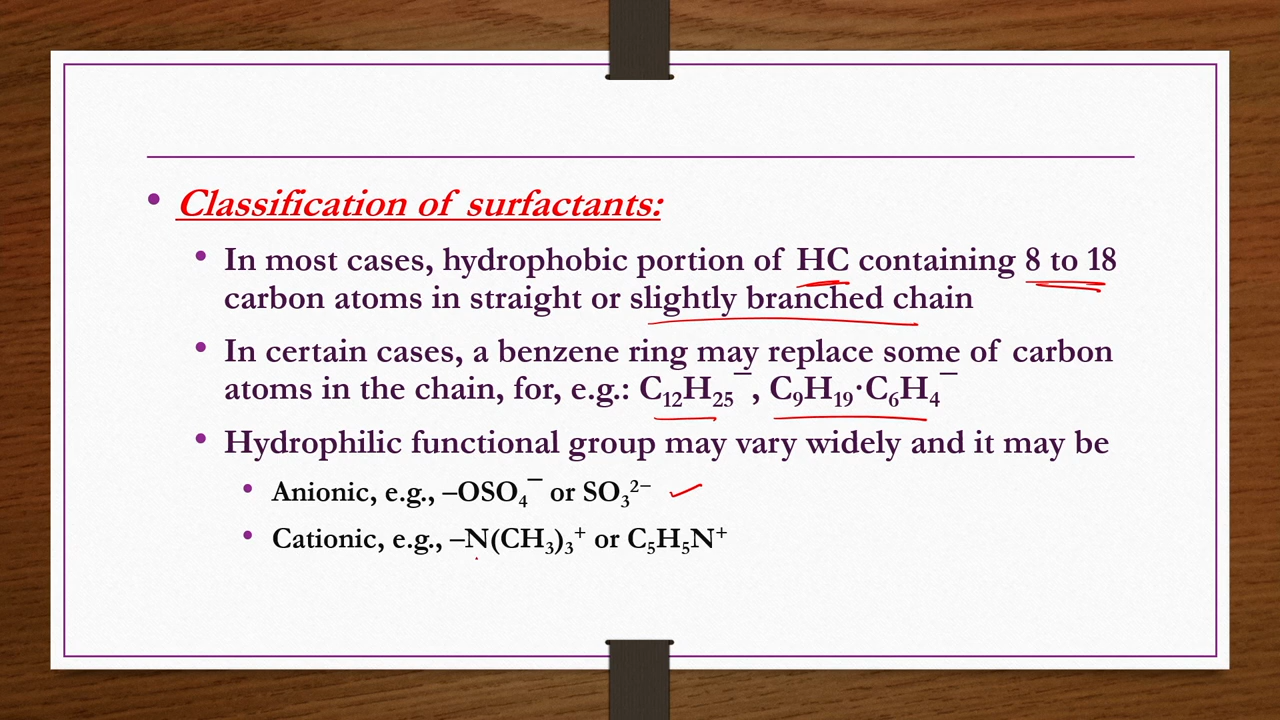 • Classification of surfactants:
• In most cases, hydrophobic portion of HC containing 8 to 18
carbon atoms in straight or slightly branched chain
• In certain cases, a benzene ring may replace some of carbon
atoms in the chain, for, e.g.: C₁₂H₂₅⁻, C₉H₁₉·C₆H₄⁻
• Hydrophilic functional group may vary widely and it may be
• Anionic, e.g., –OSO₄⁻ or SO₃²⁻
• Cationic, e.g., –N(CH₃)₃⁺ or C₅H₅N⁺